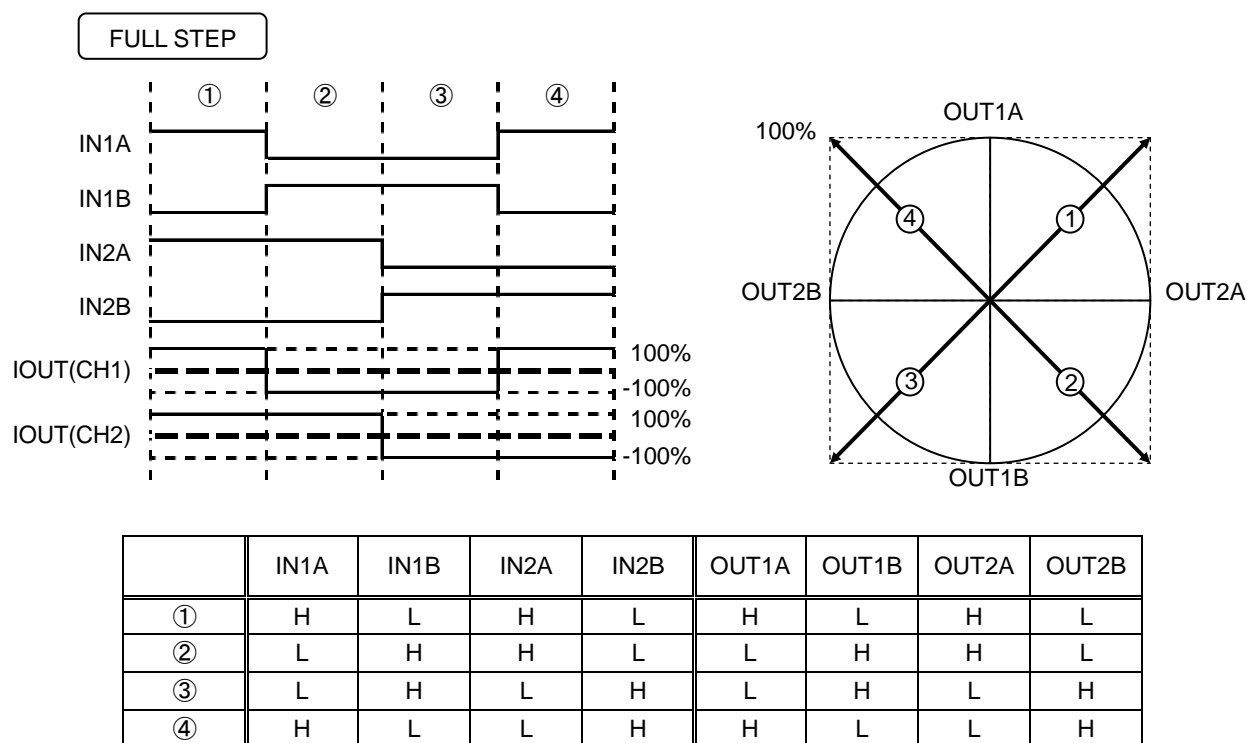 FULL STEP
① ② ③ ④
IN1A
IN1B
IN2A
IN2B
IOUT(CH1)
100%
-100%
IOUT(CH2)
100%
-100%
OUT1A
100%
④ ①
OUT2B OUT2A
③ ②
OUT1B
IN1A IN1B IN2A IN2B OUT1A OUT1B OUT2A OUT2B
① H L H L H L H L
② L H H L L H H L
③ L H L H L H L H
④ H L L H H L L H